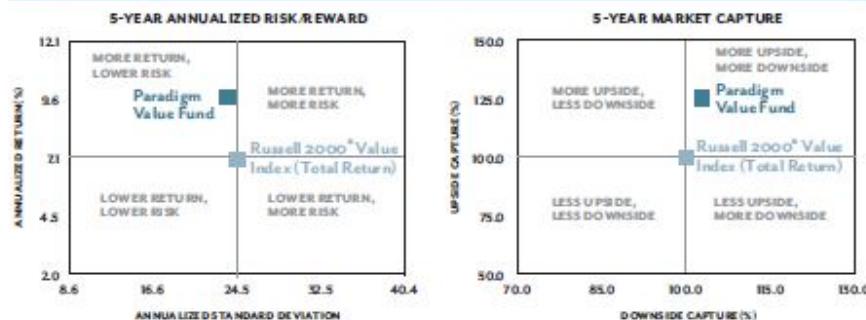 5-YEAR ANNUALIZED RISK/REWARD
12.1
9.6
7.1
4.5
2.0
ANNUALIZED RETURN(%)
MORE RETURN,
LOWER RISK
Paradigm
Value Fund
MORE RETURN,
MORE RISK
Russell 2000® Value
Index (Total Return)
LOWER RETURN,
LOWER RISK
LOWER RETURN,
MORE RISK
8.6 16.6 24.5 32.5 40.4
ANNUALIZED STANDARD DEVIATION
5-YEAR MARKET CAPTURE
150.0
125.0
100.0
75.0
50.0
UPSIDE CAPTURE(%)
MORE UPSIDE,
MORE DOWNSIDE
MORE UPSIDE,
LESS DOWNSIDE
Paradigm
Value Fund
Russell 2000® Value
Index (Total Return)
LESS UPSIDE,
LESS DOWNSIDE
LESS UPSIDE,
MORE DOWNSIDE
70.0 85.0 100.0 115.0 130.0
DOWNSIDE CAPTURE(%)